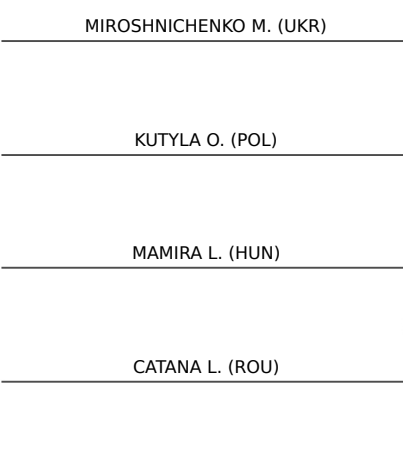 MIROSHNICHENKO M. (UKR)
KUTYLA O. (POL)
MAMIRA L. (HUN)
CATANA L. (ROU)